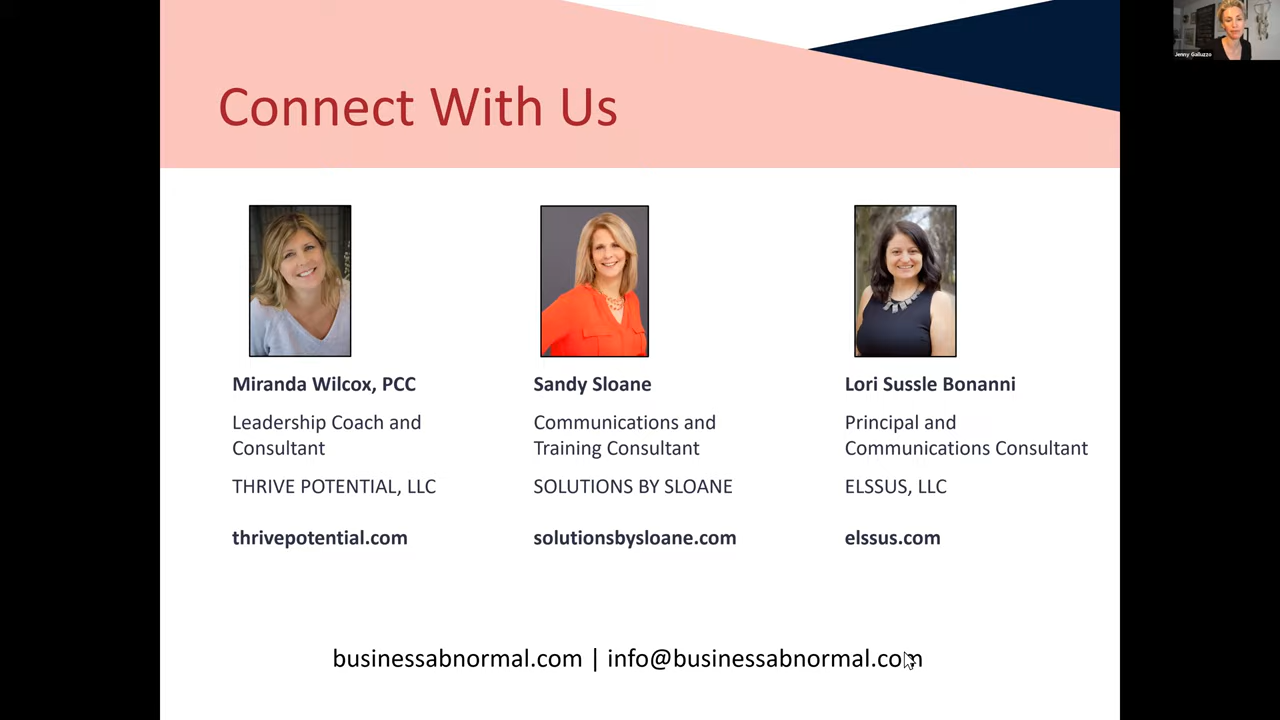 Connect With Us
Jenny Galluzzo
Miranda Wilcox, PCC
Leadership Coach and
Consultant
THRIVE POTENTIAL, LLC
thrivepotential.com
Sandy Sloane
Communications and
Training Consultant
SOLUTIONS BY SLOANE
solutionsbysloane.com
Lori Sussle Bonanni
Principal and
Communications Consultant
ELSSUS, LLC
elssus.com
businessabnormal.com | info@businessabnormal.com